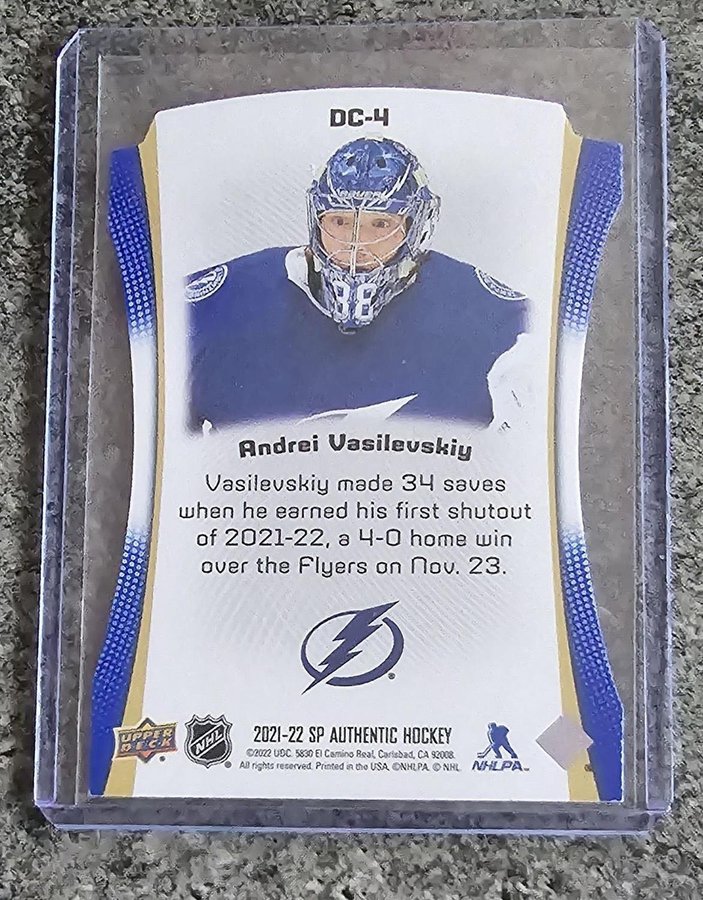 DC-4
BAUER
88
Andrei Vasilevskiy
Vasilevskiy made 34 saves
when he earned his first shutout
of 2021-22, a 4-0 home win
over the Flyers on Nov. 23.
®
UPPER
DECK®
NHL
2021-22 SP AUTHENTIC HOCKEY
©2022 UDC. 5830 El Camino Real, Carlsbad, CA 92008.
All rights reserved. Printed in the USA. ©NHLPA. © NHL
NHLPA™